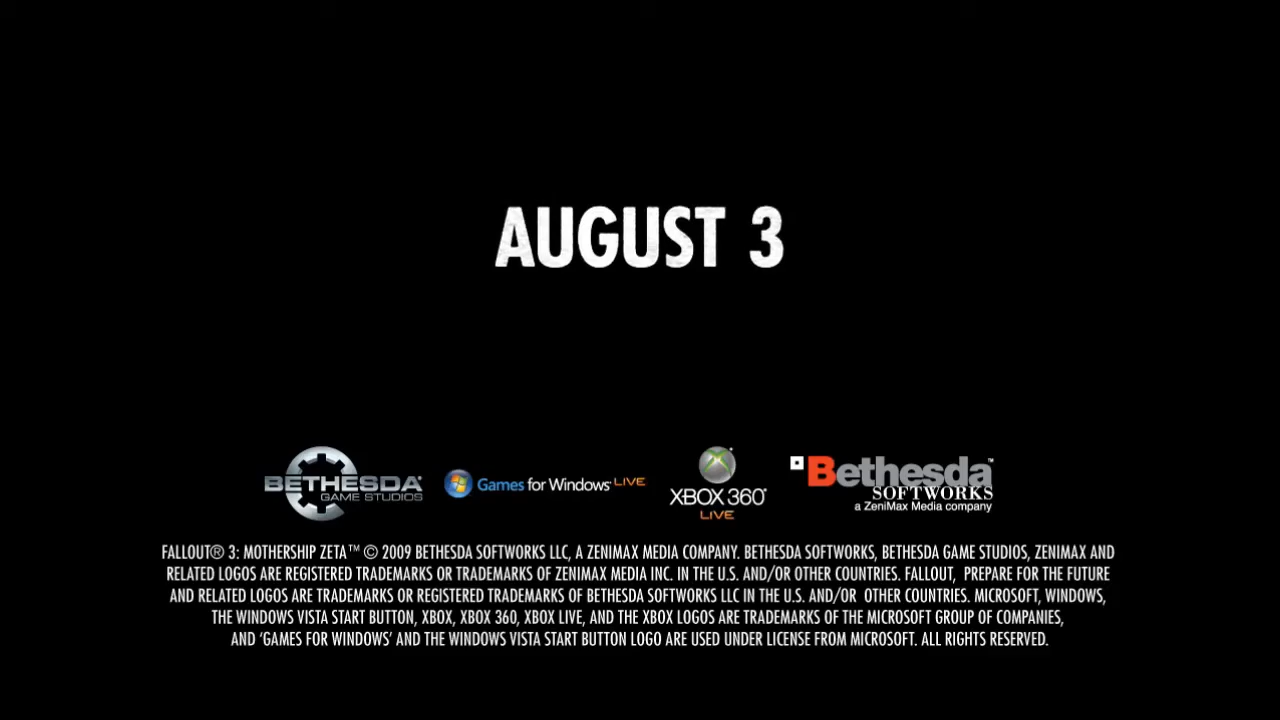 AUGUST 3
BETHESDA®
GAME STUDIOS
Games for Windows® LIVE
XBOX 360®
LIVE
Bethesda™
SOFTWORKS
a ZeniMax Media company
FALLOUT® 3: MOTHERSHIP ZETA™ © 2009 BETHESDA SOFTWORKS LLC, A ZENIMAX MEDIA COMPANY. BETHESDA SOFTWORKS, BETHESDA GAME STUDIOS, ZENIMAX AND
RELATED LOGOS ARE REGISTERED TRADEMARKS OR TRADEMARKS OF ZENIMAX MEDIA INC. IN THE U.S. AND/OR OTHER COUNTRIES. FALLOUT, PREPARE FOR THE FUTURE
AND RELATED LOGOS ARE TRADEMARKS OR REGISTERED TRADEMARKS OF BETHESDA SOFTWORKS LLC IN THE U.S. AND/OR OTHER COUNTRIES. MICROSOFT, WINDOWS,
THE WINDOWS VISTA START BUTTON, XBOX, XBOX 360, XBOX LIVE, AND THE XBOX LOGOS ARE TRADEMARKS OF THE MICROSOFT GROUP OF COMPANIES,
AND ‘GAMES FOR WINDOWS’ AND THE WINDOWS VISTA START BUTTON LOGO ARE USED UNDER LICENSE FROM MICROSOFT. ALL RIGHTS RESERVED.